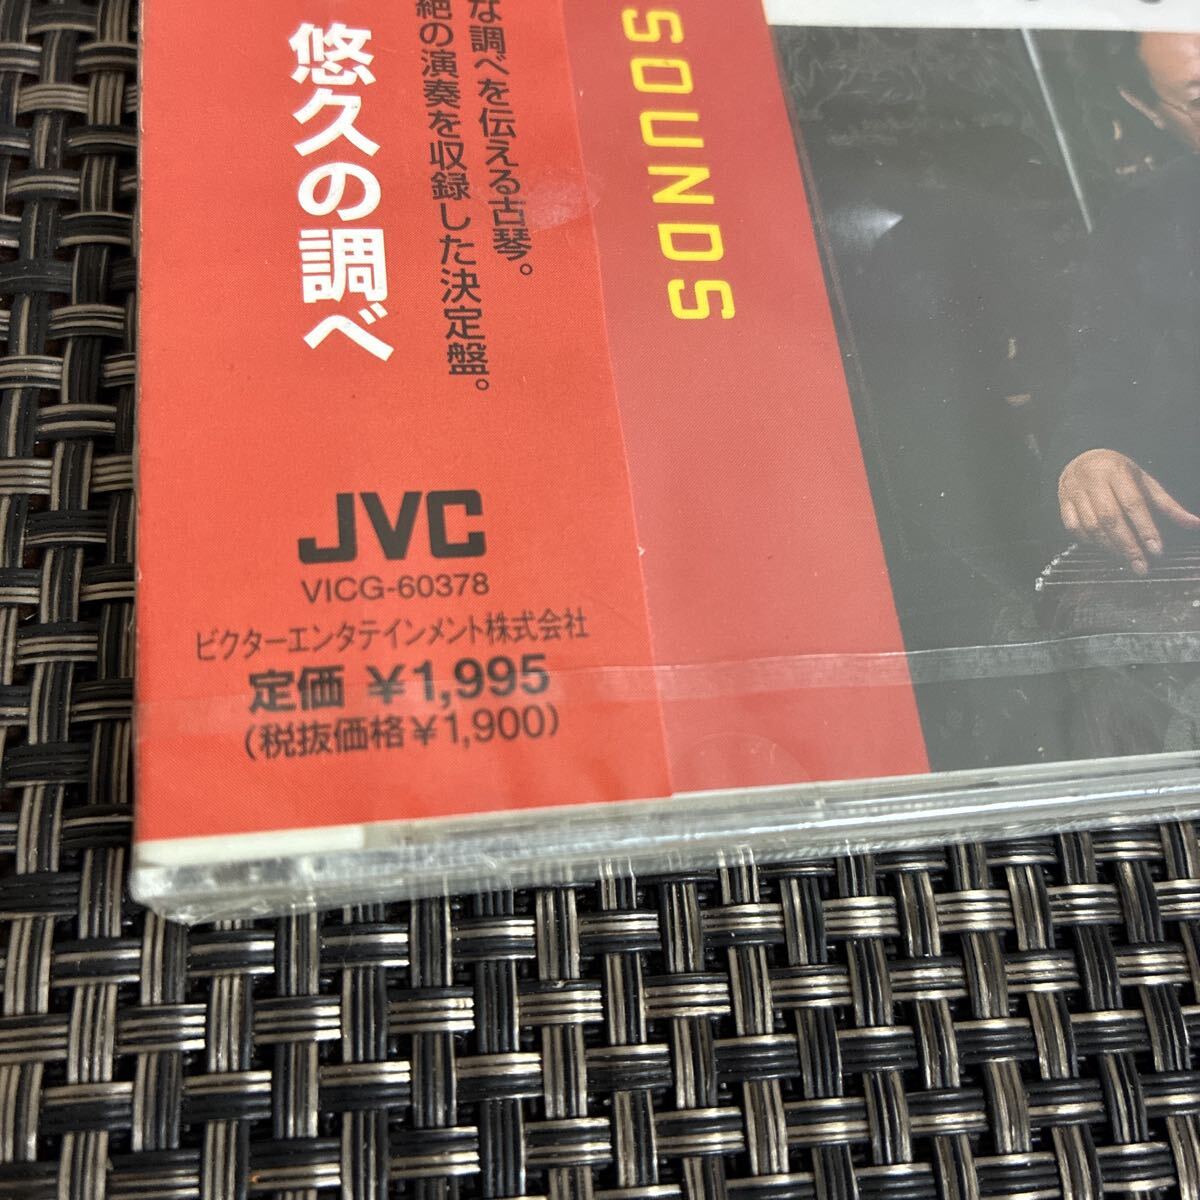 SOUNDS
な調べを伝える古琴。
絶の演奏を収録した決定盤。
悠久の調べ
JVC
VICG-60378
ビクターエンタテインメント株式会社
定価 ¥1,995
(税抜価格¥1,900)